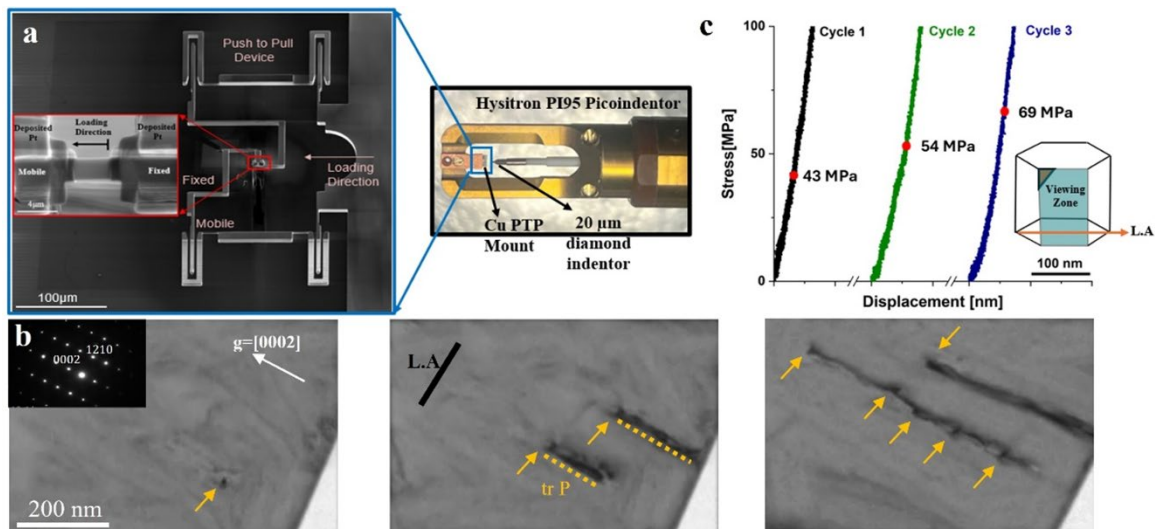 a
Push to Pull
Device
Deposited
Pt
Loading
Direction
Deposited
Pt
Mobile
Fixed
4μm
Fixed
Mobile
Loading
Direction
100μm
Hysitron PI95 Picoindentor
Cu PTP
Mount
20 μm
diamond
indentor
c
Stress[MPa]
100
50
0
Cycle 1
Cycle 2
Cycle 3
43 MPa
54 MPa
69 MPa
Viewing
Zone
L.A
100 nm
Displacement [nm]
b
0002
1210
g=[0002]
200 nm
L.A
tr P